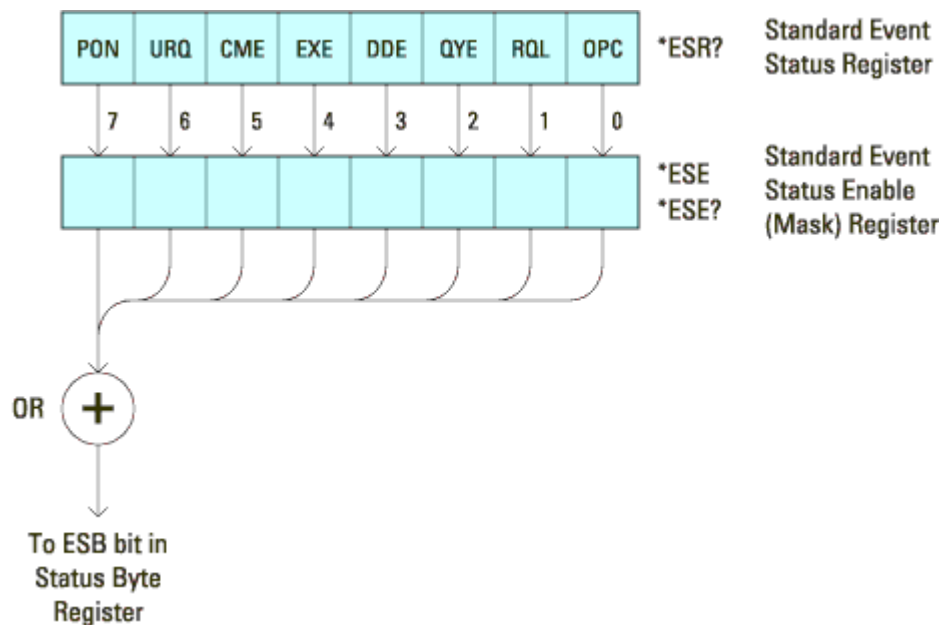 PON URQ CME EXE DDE QYE RQL OPC
*ESR?
Standard Event
Status Register
7 6 5 4 3 2 1 0
*ESE
*ESE?
Standard Event
Status Enable
(Mask) Register
OR +
To ESB bit in
Status Byte
Register